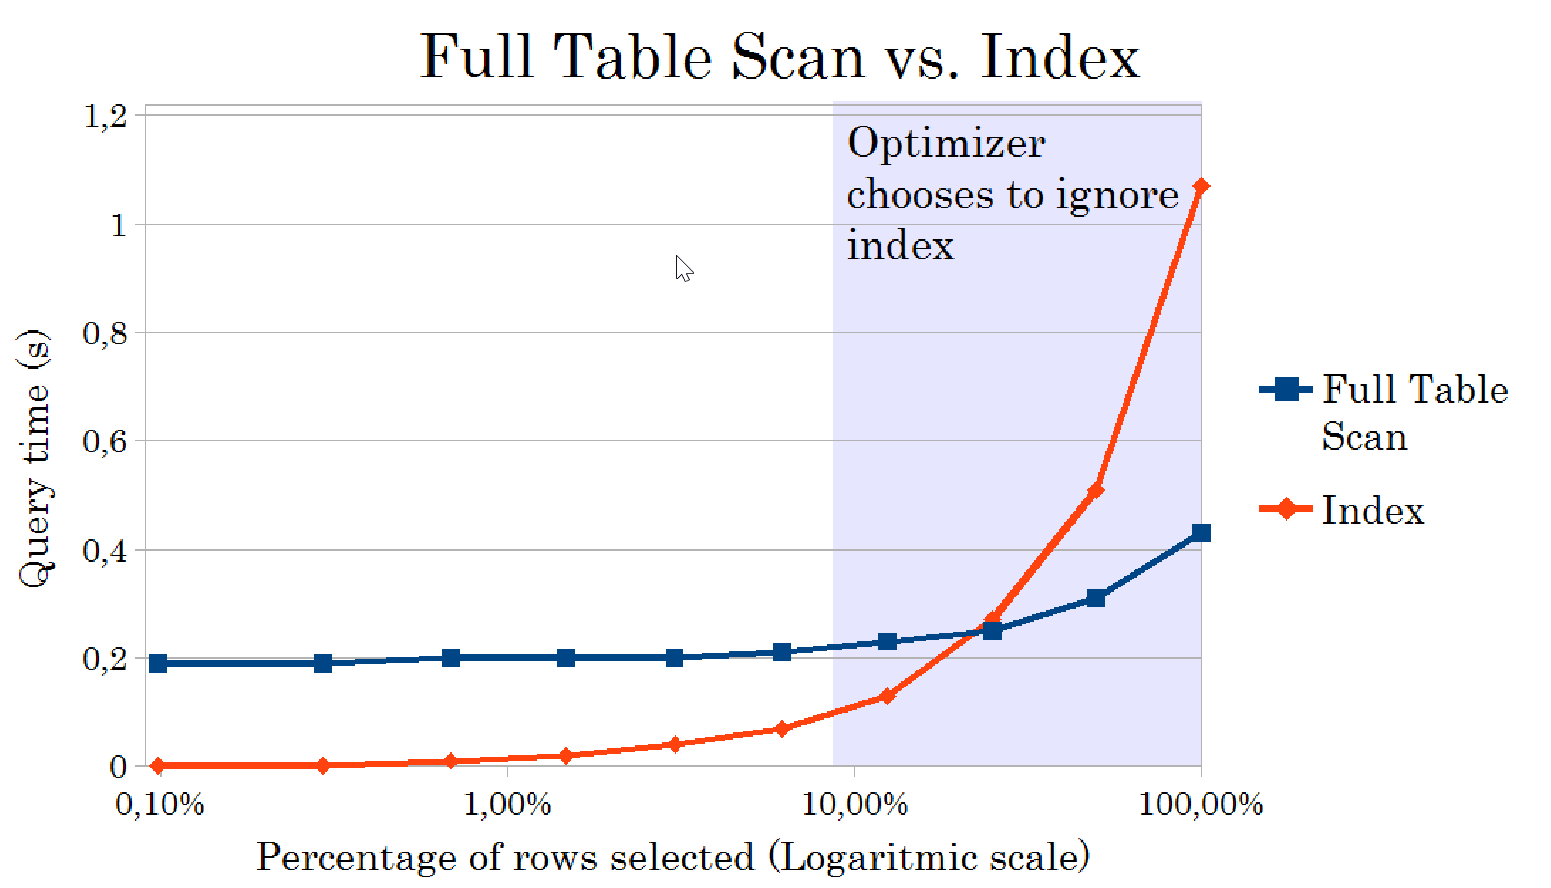 Full Table Scan vs. Index
1,2
1
0,8
0,6
0,4
0,2
0
Query time (s)
Optimizer
chooses to ignore
index
Full Table
Scan
Index
0,10%
1,00%
10,00%
100,00%
Percentage of rows selected (Logaritmic scale)